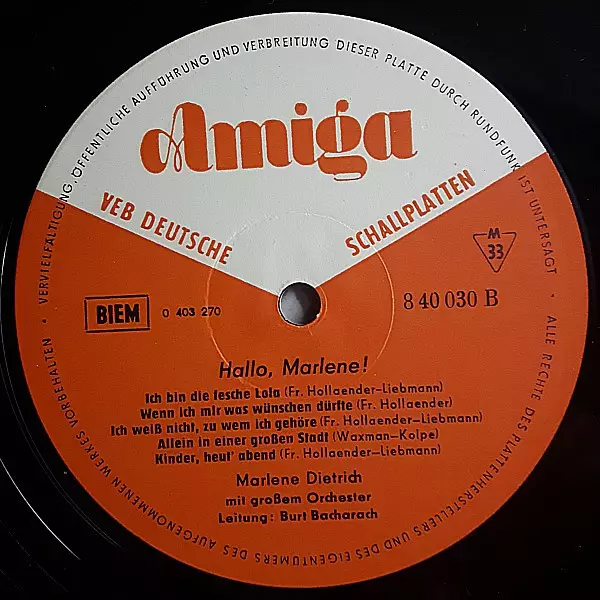 VERVIELFÄLTIGUNG, ÖFFENTLICHE AUFFÜHRUNG UND VERBREITUNG DIESER PLATTE DURCH RUNDFUNK IST UNTERSAGT • ALLE RECHTE DES PLATTENHERSTELLERS UND DES EIGENTÜMERS DES AUFGENOMMENEN WERKES VORBEHALTEN •
Amiga
VEB DEUTSCHE SCHALLPLATTEN
M
33
BIEM
0 403 270
8 40 030 B
Hallo, Marlene!
Ich bin die fesche Lola (Fr. Hollaender-Liebmann)
Wenn ich mir was wünschen dürfte (Fr. Hollaender)
Ich weiß nicht, zu wem ich gehöre (Fr. Hollaender-Liebmann)
Allein in einer großen Stadt (Waxman-Kolpe)
Kinder, heut' abend (Fr. Hollaender-Liebmann)
Marlene Dietrich
mit großem Orchester
Leitung: Burt Bacharach